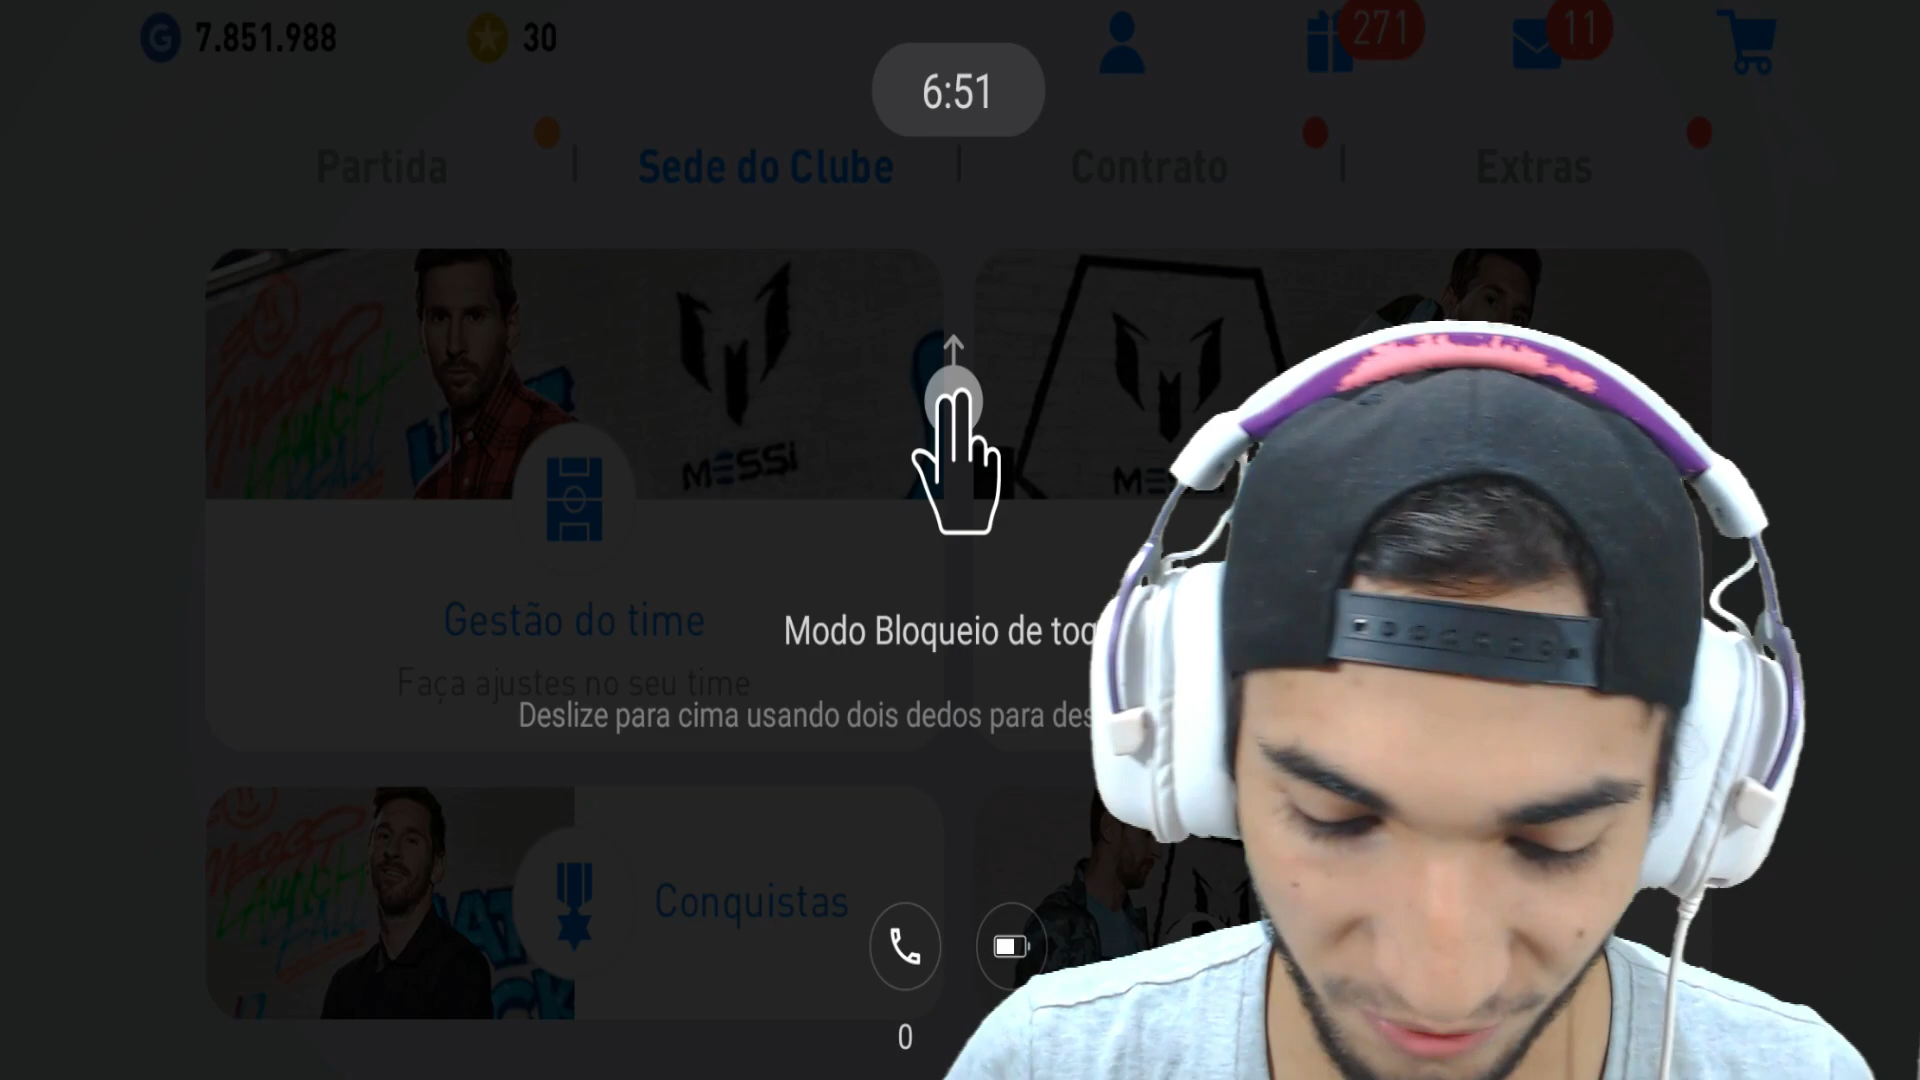 7.851.988
30
271
11
6:51
Partida
Sede do Clube
Contrato
Extras
MESSI
Gestão do time
Faça ajustes no seu time
Modo Bloqueio de toq
Deslize para cima usando dois dedos para des
Conquistas
0